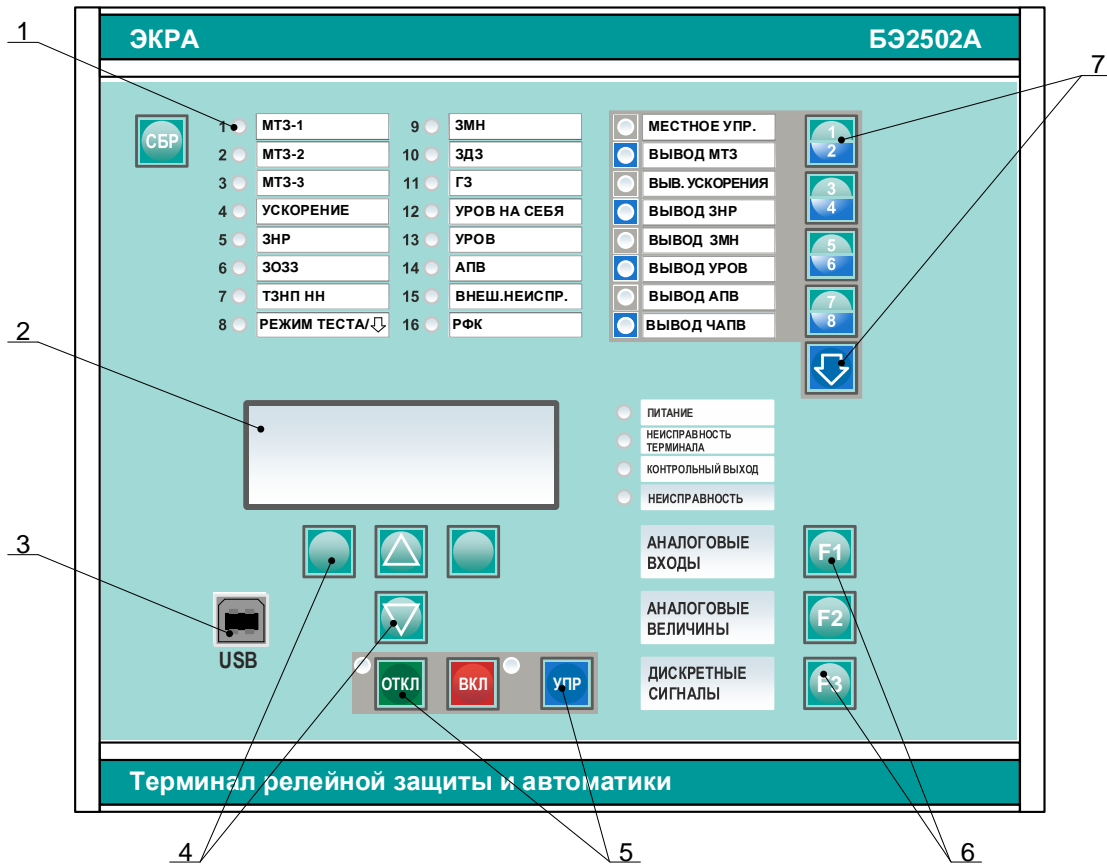 1
ЭКРА
БЭ2502А
7
СБР
1 МТЗ-1
2 МТЗ-2
3 МТЗ-3
4 УСКОРЕНИЕ
5 ЗНР
6 ЗОЗЗ
7 ТЗНП НН
8 РЕЖИМ ТЕСТА/
9 ЗМН
10 ЗДЗ
11 ГЗ
12 УРОВ НА СЕБЯ
13 УРОВ
14 АПВ
15 ВНЕШ.НЕИСПР.
16 РФК
МЕСТНОЕ УПР.
ВЫВОД МТЗ
ВЫВ. УСКОРЕНИЯ
ВЫВОД ЗНР
ВЫВОД ЗМН
ВЫВОД УРОВ
ВЫВОД АПВ
ВЫВОД ЧАПВ
1
2
3
4
5
6
7
8
2
ПИТАНИЕ
НЕИСПРАВНОСТЬ
ТЕРМИНАЛА
КОНТРОЛЬНЫЙ ВЫХОД
НЕИСПРАВНОСТЬ
3
USB
АНАЛОГОВЫЕ
ВХОДЫ
F1
АНАЛОГОВЫЕ
ВЕЛИЧИНЫ
F2
ДИСКРЕТНЫЕ
СИГНАЛЫ
F3
ОТКЛ
ВКЛ
УПР
Терминал релейной защиты и автоматики
4
5
6